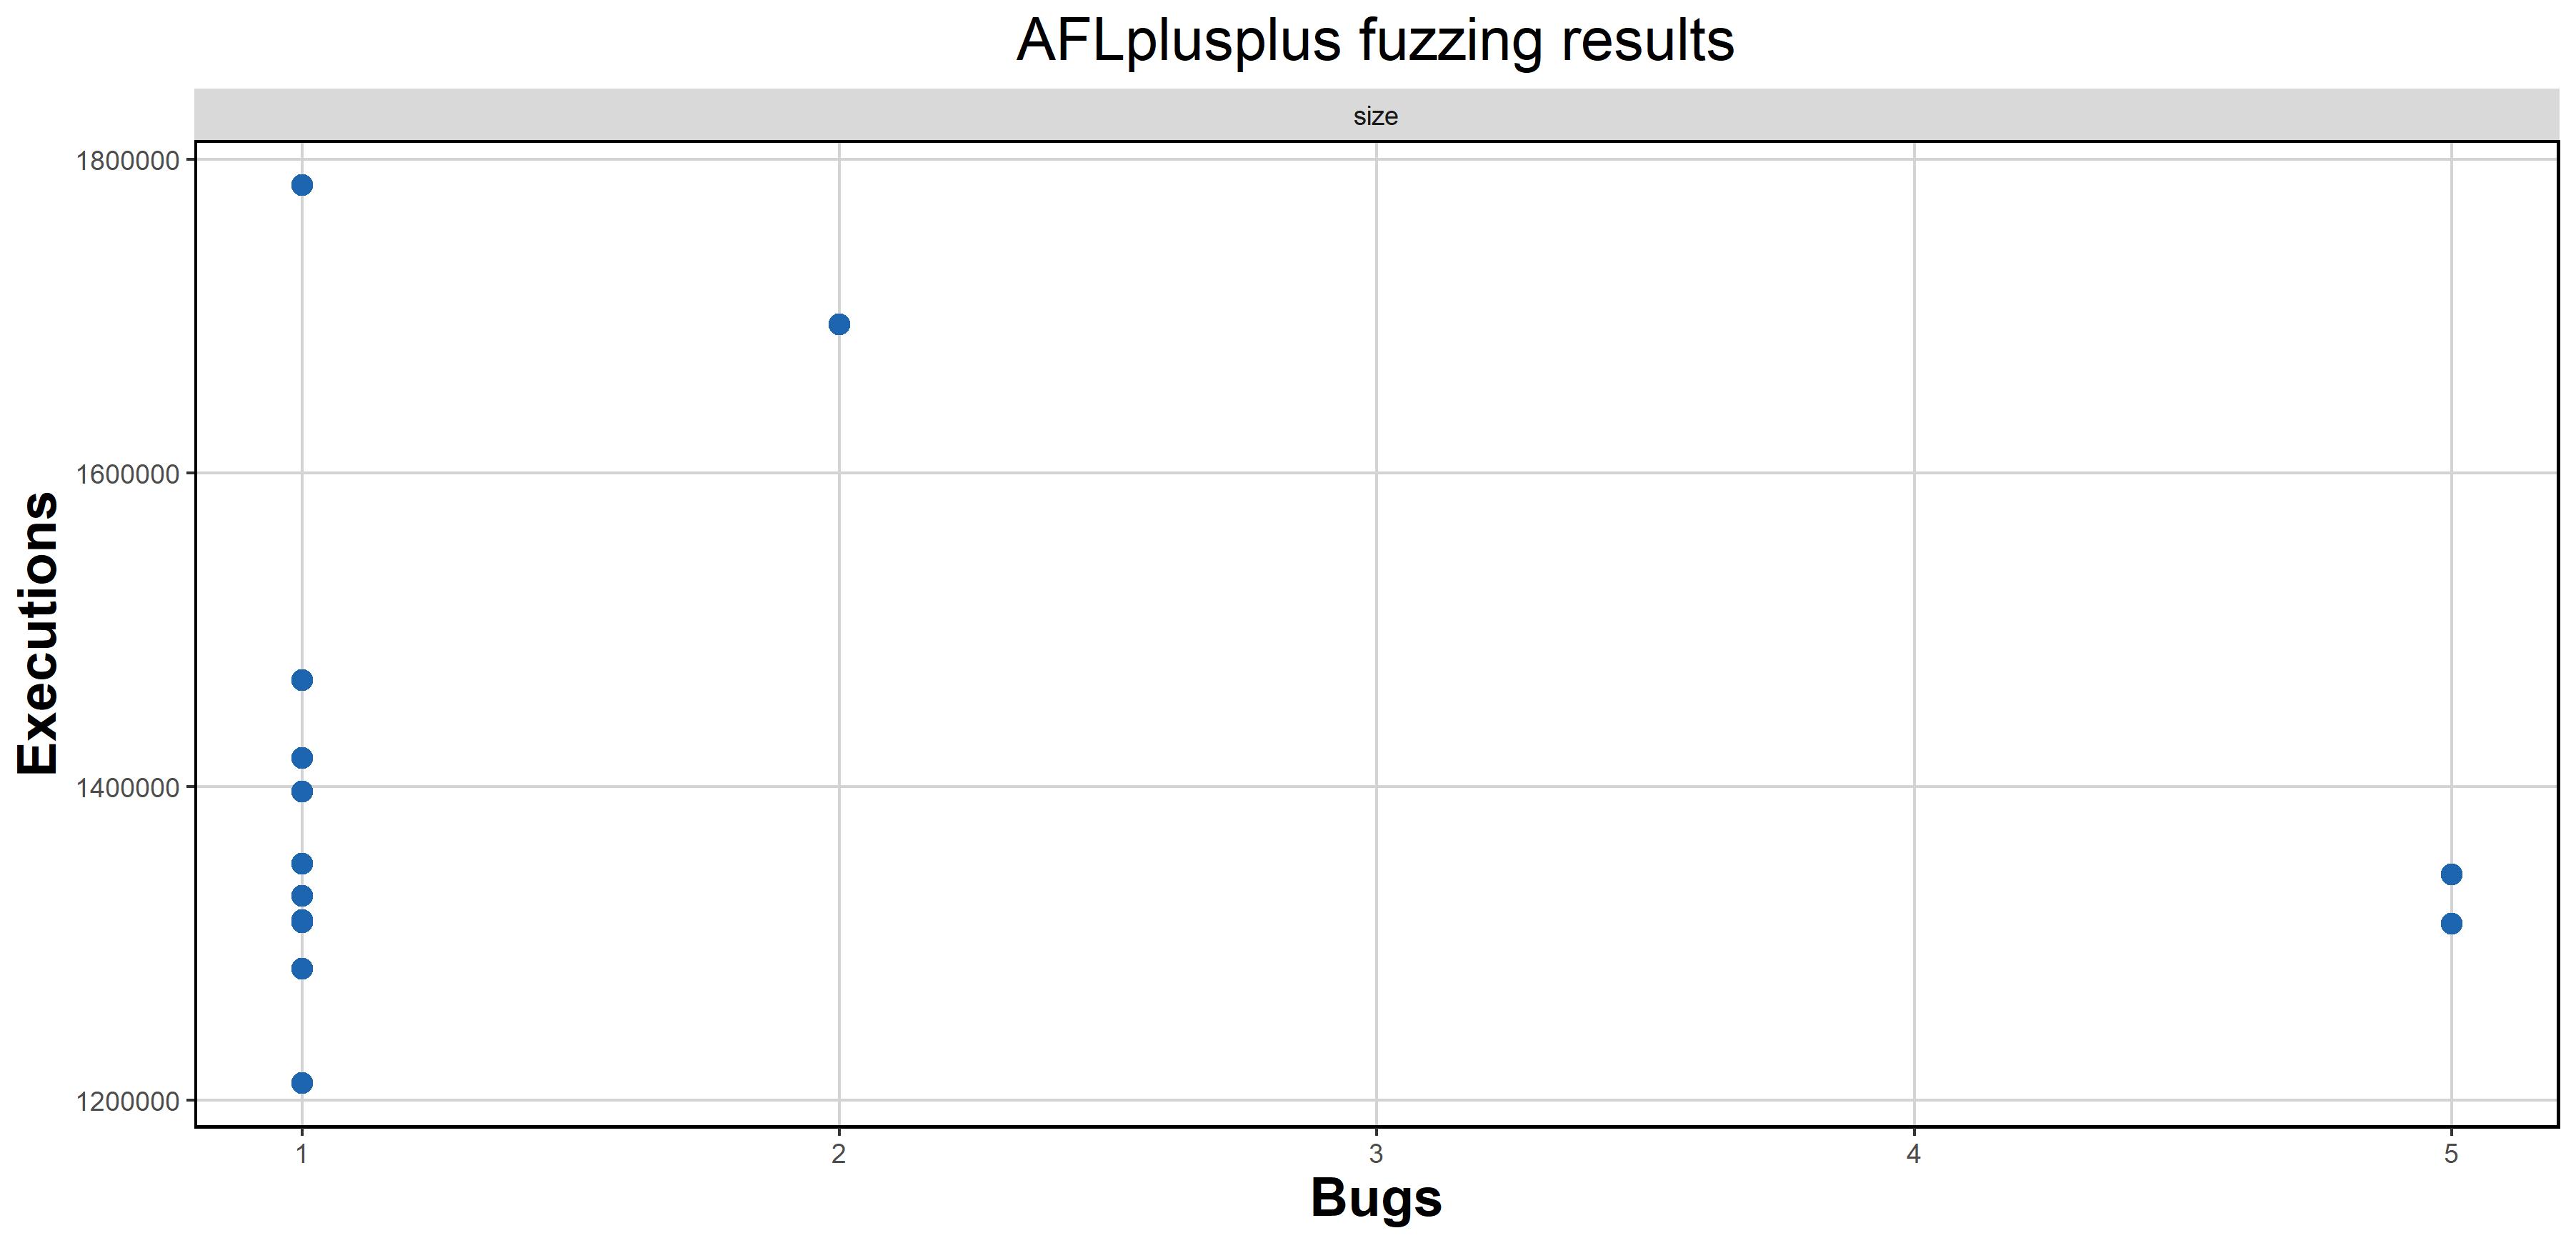 AFLplusplus fuzzing results
size
1800000
1600000
1400000
1200000
Executions
1 2 3 4 5
Bugs